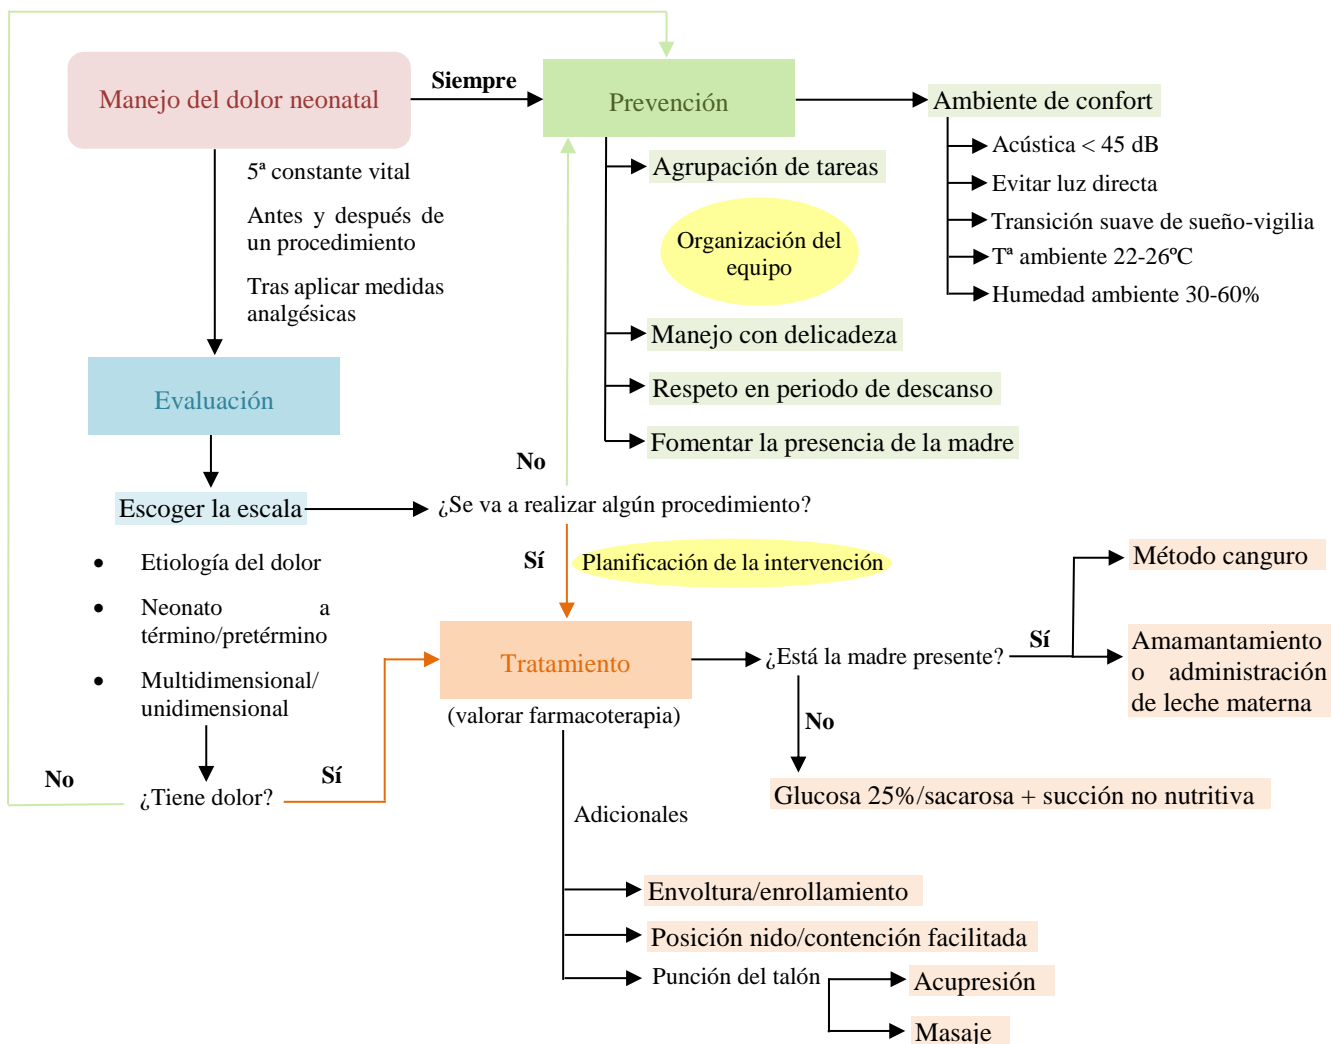 Manejo del dolor neonatal
Siempre
Prevención
Ambiente de confort
Acústica < 45 dB
Evitar luz directa
Transición suave de sueño-vigilia
Tª ambiente 22-26ºC
Humedad ambiente 30-60%
5ª constante vital
Antes y después de
un procedimiento
Tras aplicar medidas
analgésicas
Agrupación de tareas
Organización del
equipo
Manejo con delicadeza
Respeto en periodo de descanso
Fomentar la presencia de la madre
Evaluación
Escoger la escala
No
¿Se va a realizar algún procedimiento?
Sí
Planificación de la intervención
• Etiología del dolor
• Neonato a
término/pretérmino
• Multidimensional/
unidimensional
No
¿Tiene dolor?
Sí
Tratamiento
(valorar farmacoterapia)
¿Está la madre presente?
Sí
Método canguro
Amamantamiento
o administración
de leche materna
No
Glucosa 25%/sacarosa + succión no nutritiva
Adicionales
Envoltura/enrollamiento
Posición nido/contención facilitada
Punción del talón
Acupresión
Masaje